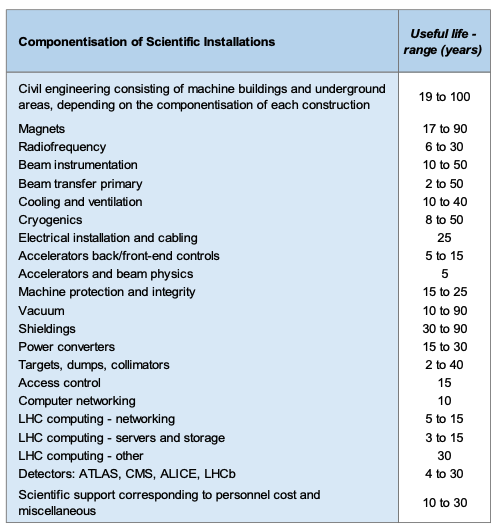 Componentisation of Scientific Installations
Useful life -
range (years)
Civil engineering consisting of machine buildings and underground
areas, depending on the componentisation of each construction
19 to 100
Magnets 17 to 90
Radiofrequency 6 to 30
Beam instrumentation 10 to 50
Beam transfer primary 2 to 50
Cooling and ventilation 10 to 40
Cryogenics 8 to 50
Electrical installation and cabling 25
Accelerators back/front-end controls 5 to 15
Accelerators and beam physics 5
Machine protection and integrity 15 to 25
Vacuum 10 to 90
Shieldings 30 to 90
Power converters 15 to 30
Targets, dumps, collimators 2 to 40
Access control 15
Computer networking 10
LHC computing - networking 5 to 15
LHC computing - servers and storage 3 to 15
LHC computing - other 30
Detectors: ATLAS, CMS, ALICE, LHCb 4 to 30
Scientific support corresponding to personnel cost and
miscellaneous
10 to 30